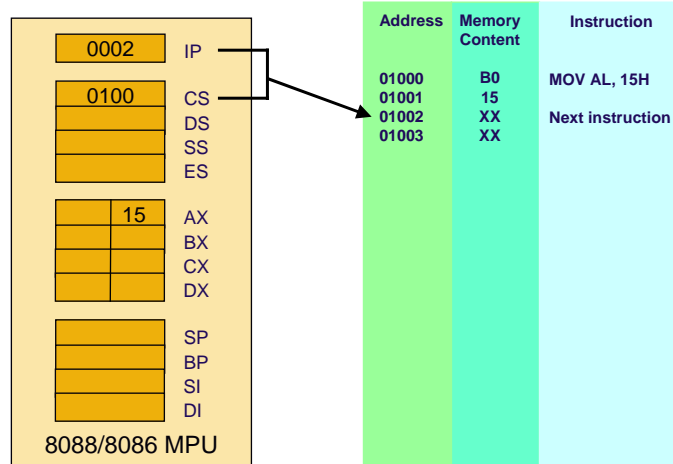 0002 IP
0100 CS
DS
SS
ES
15 AX
BX
CX
DX
SP
BP
SI
DI
8088/8086 MPU
Address Memory Content Instruction
01000 B0 MOV AL, 15H
01001 15
01002 XX Next instruction
01003 XX